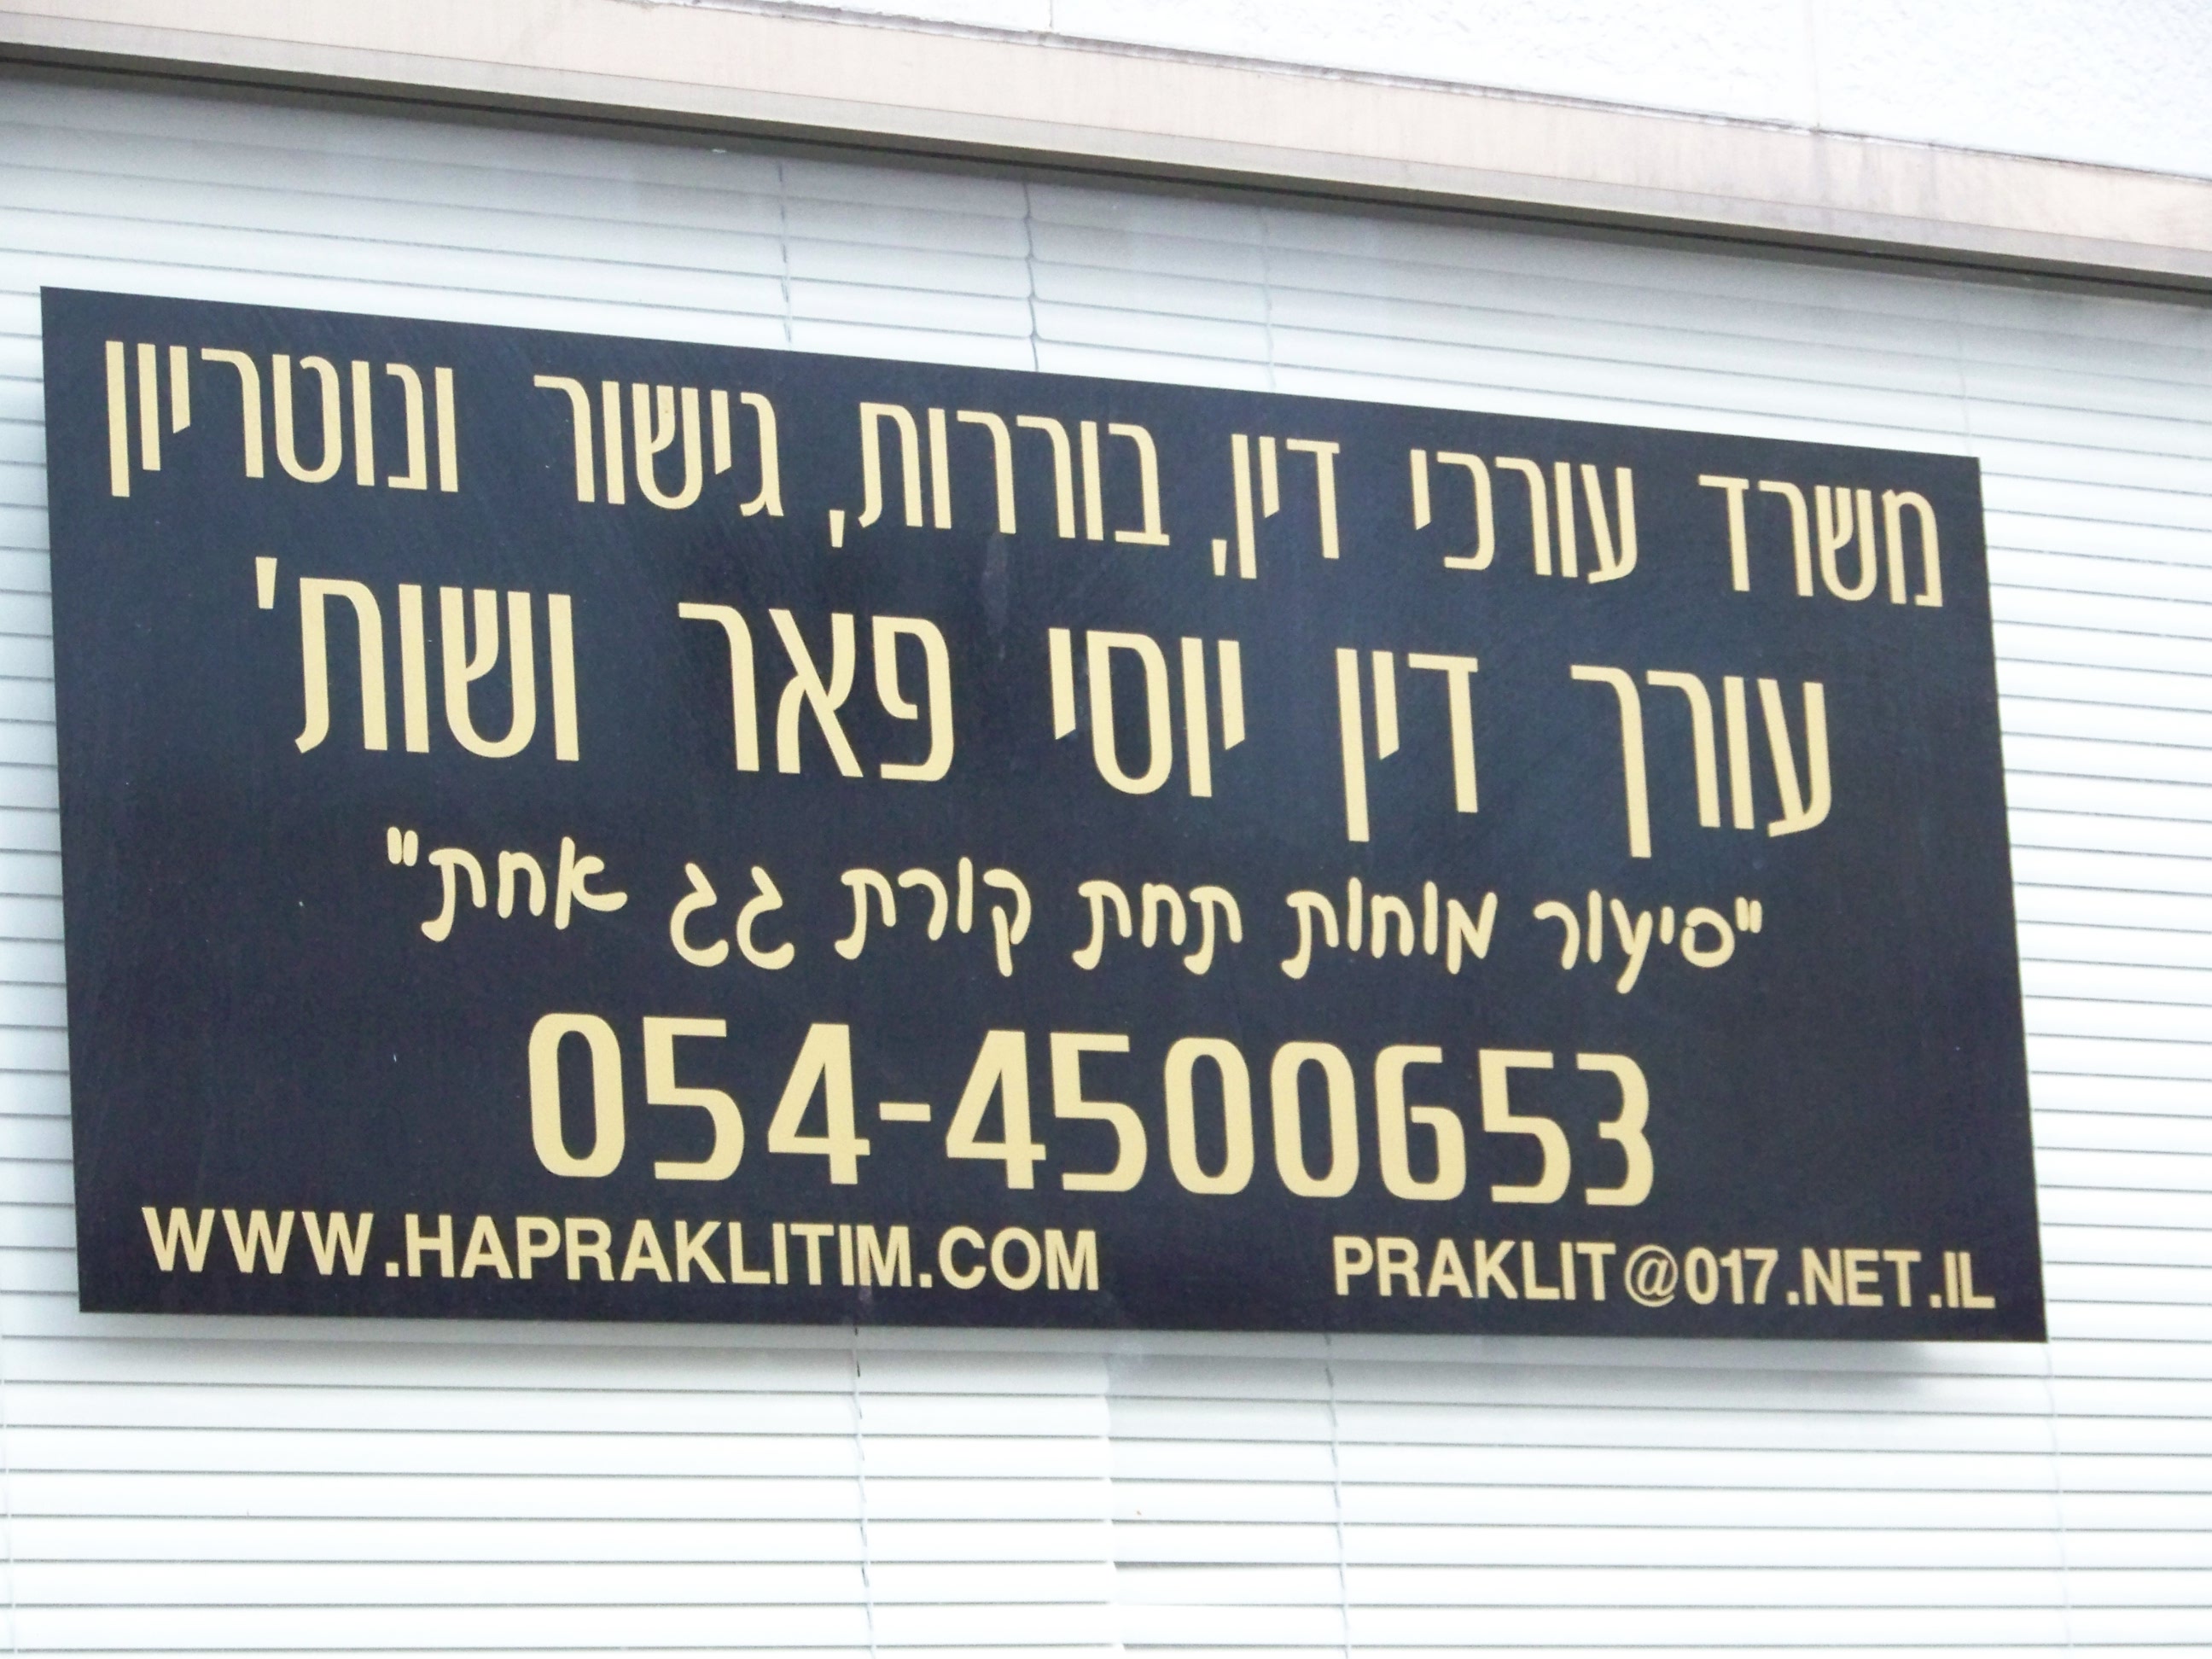 משרד עורכי דין, בוררות, גישור ונוטריון
עורך דין יוסי פאר ושות'
"סיעור מוחות תחת קורת גג אחת"
054-4500653
WWW.HAPRAKLITIM.COM PRAKLIT@017.NET.IL